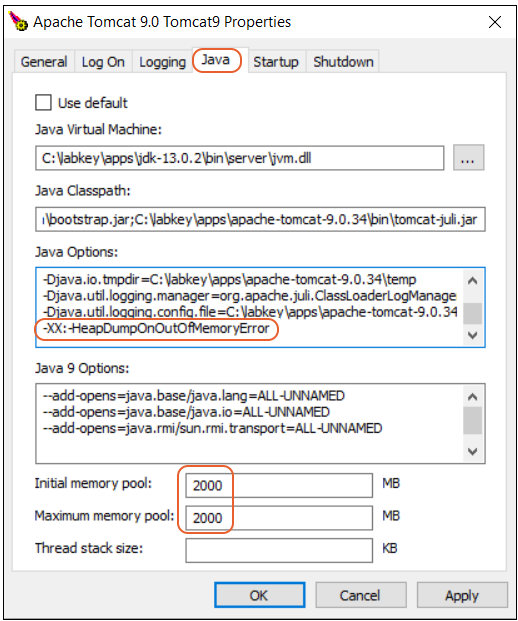 Apache Tomcat 9.0 Tomcat9 Properties
General Log On Logging Java Startup Shutdown
Use default
Java Virtual Machine:
C:\labkey\apps\jdk-13.0.2\bin\server\jvm.dll
...
Java Classpath:
\bootstrap.jar;C:\labkey\apps\apache-tomcat-9.0.34\bin\tomcat-juli.jar
Java Options:
-Djava.io.tmpdir=C:\labkey\apps\apache-tomcat-9.0.34\temp
-Djava.util.logging.manager=org.apache.juli.ClassLoaderLogManage
-Djava.util.logging.config.file=C:\labkey\apps\apache-tomcat-9.0.34
-XX:-HeapDumpOnOutOfMemoryError
Java 9 Options:
--add-opens=java.base/java.lang=ALL-UNNAMED
--add-opens=java.base/java.io=ALL-UNNAMED
--add-opens=java.rmi/sun.rmi.transport=ALL-UNNAMED
Initial memory pool: 2000 MB
Maximum memory pool: 2000 MB
Thread stack size: KB
OK Cancel Apply